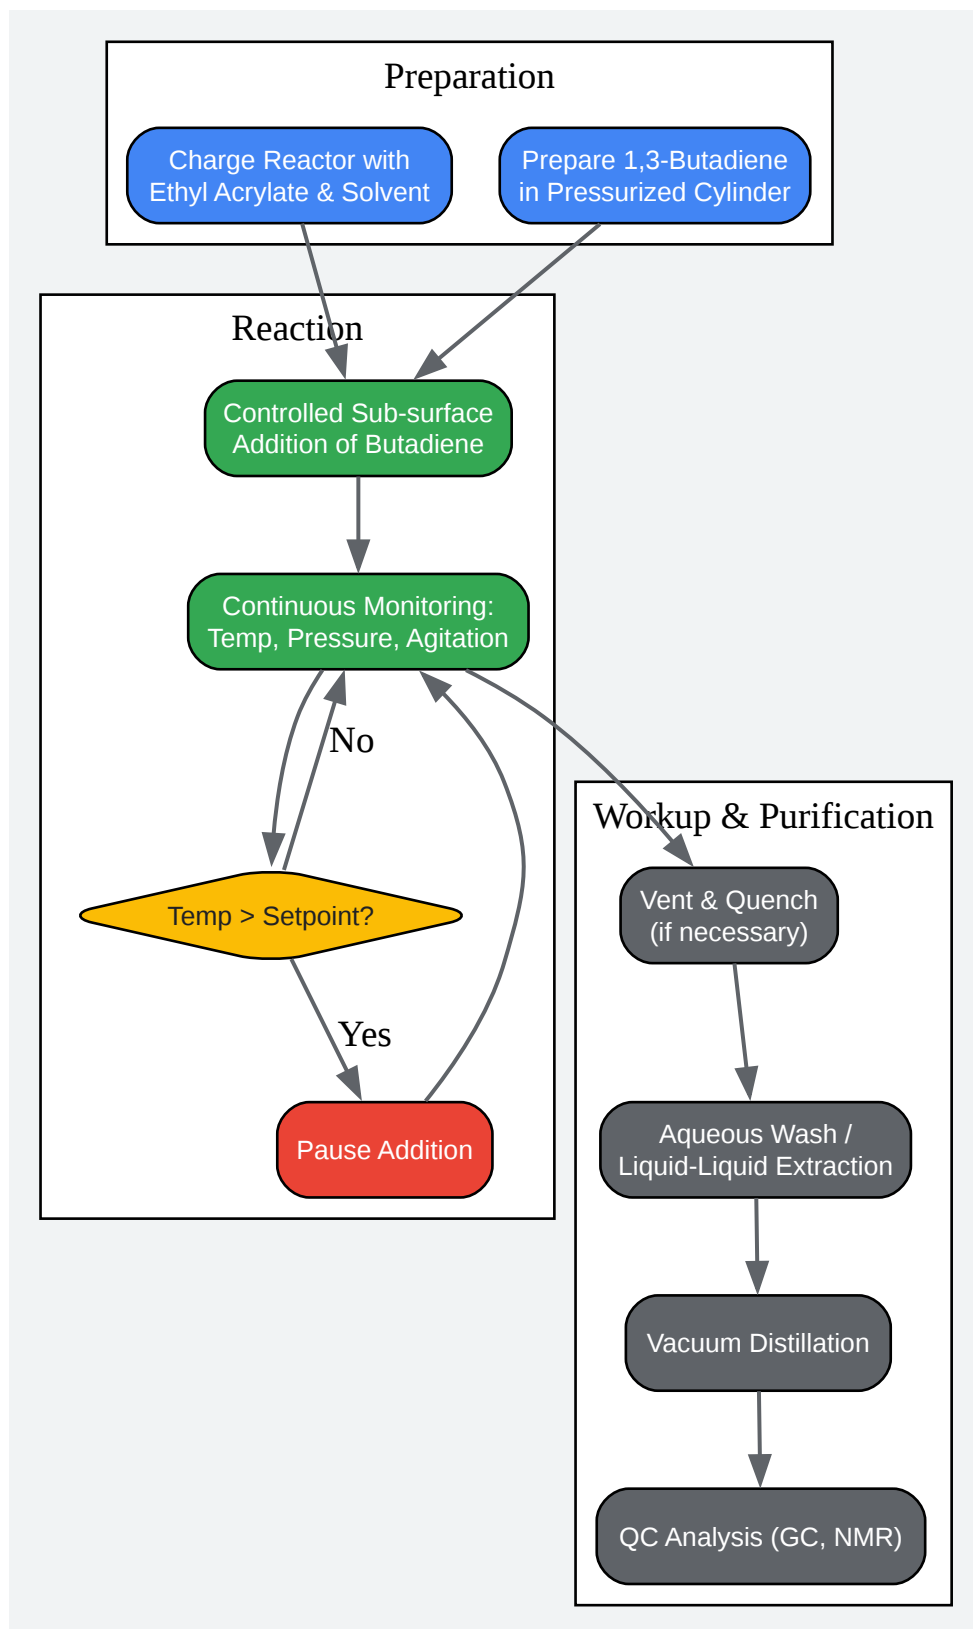 Preparation
Charge Reactor with
Ethyl Acrylate & Solvent
Prepare 1,3-Butadiene
in Pressurized Cylinder
Reaction
Controlled Sub-surface
Addition of Butadiene
Continuous Monitoring:
Temp, Pressure, Agitation
No
Temp > Setpoint?
Yes
Pause Addition
Workup & Purification
Vent & Quench
(if necessary)
Aqueous Wash /
Liquid-Liquid Extraction
Vacuum Distillation
QC Analysis (GC, NMR)